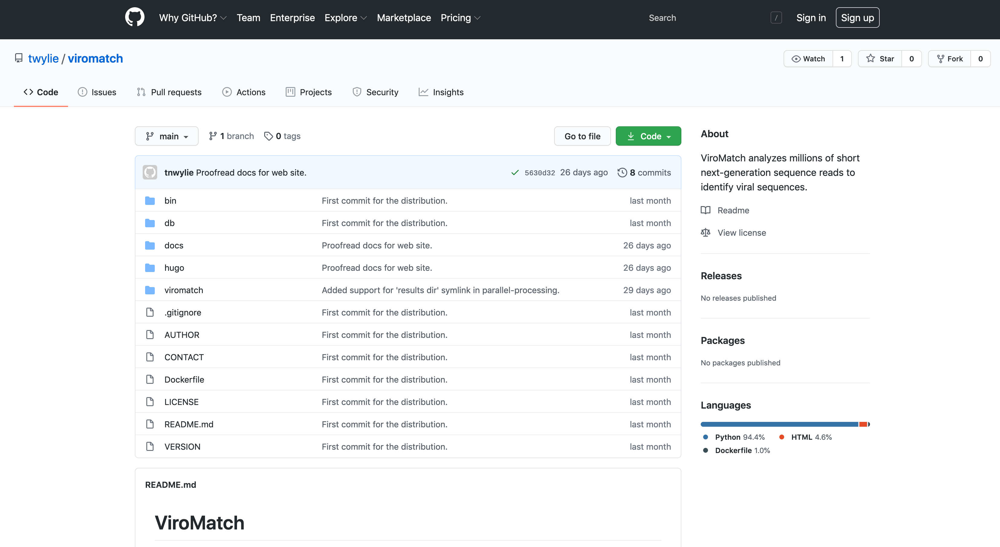 Why GitHub? Team Enterprise Explore Marketplace Pricing Search / Sign in Sign up
twylie / viromatch Watch 1 Star 0 Fork 0
Code Issues Pull requests Actions Projects Security Insights
main 1 branch 0 tags Go to file Code
tnwylie Proofread docs for web site. 5630d32 26 days ago 8 commits
bin First commit for the distribution. last month
db First commit for the distribution. last month
docs Proofread docs for web site. 26 days ago
hugo Proofread docs for web site. 26 days ago
viromatch Added support for 'results dir' symlink in parallel-processing. 29 days ago
.gitignore First commit for the distribution. last month
AUTHOR First commit for the distribution. last month
CONTACT First commit for the distribution. last month
Dockerfile First commit for the distribution. last month
LICENSE First commit for the distribution. last month
README.md First commit for the distribution. last month
VERSION First commit for the distribution. last month
README.md
ViroMatch
About
ViroMatch analyzes millions of short
next-generation sequence reads to
identify viral sequences.
Readme
View license
Releases
No releases published
Packages
No packages published
Languages
Python 94.4% HTML 4.6%
Dockerfile 1.0%